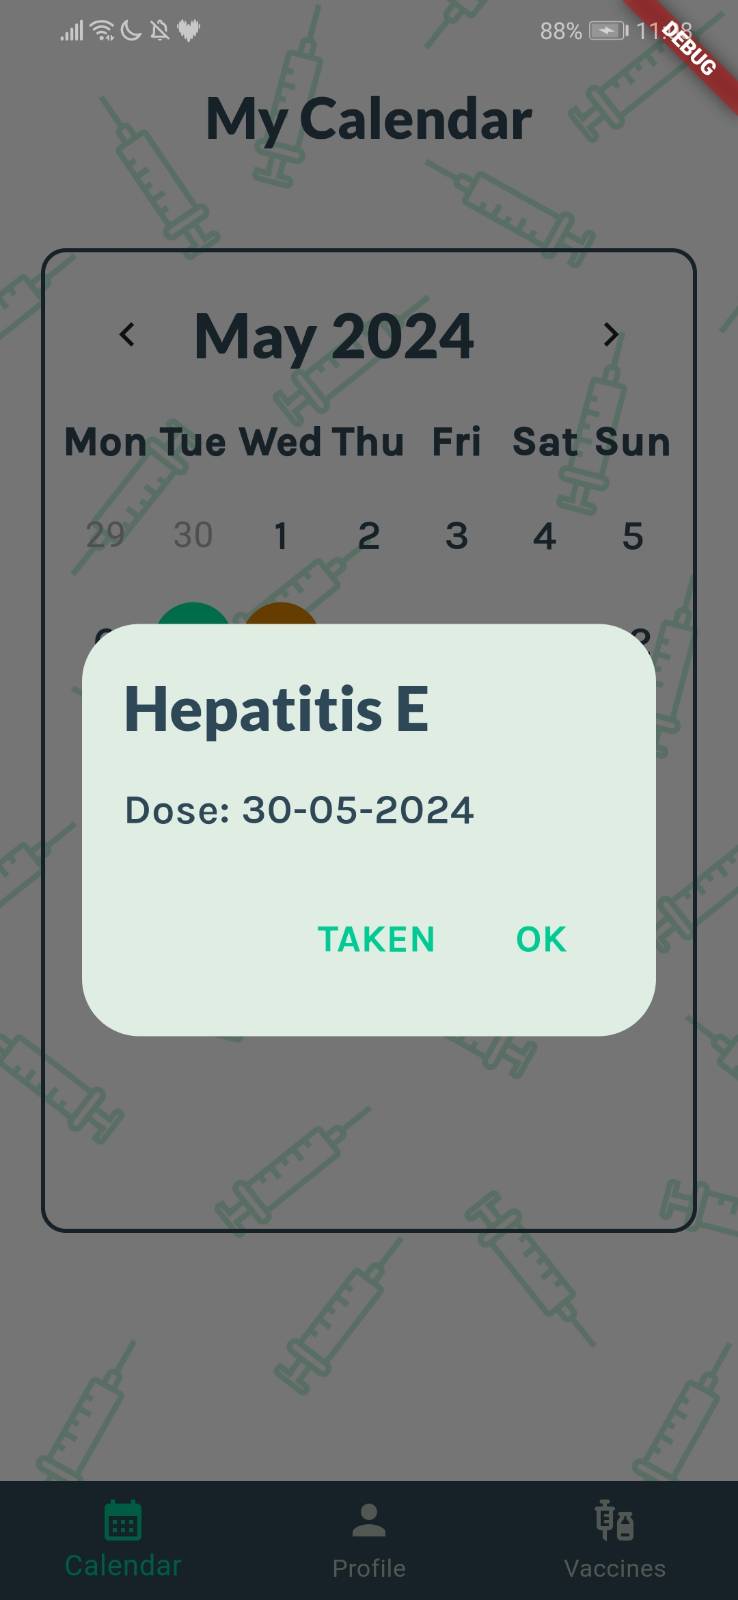 88% 11:08
DEBUG
My Calendar
May 2024
Mon Tue Wed Thu Fri Sat Sun
29 30 1 2 3 4 5
Hepatitis E
Dose: 30-05-2024
TAKEN OK
Calendar Profile Vaccines